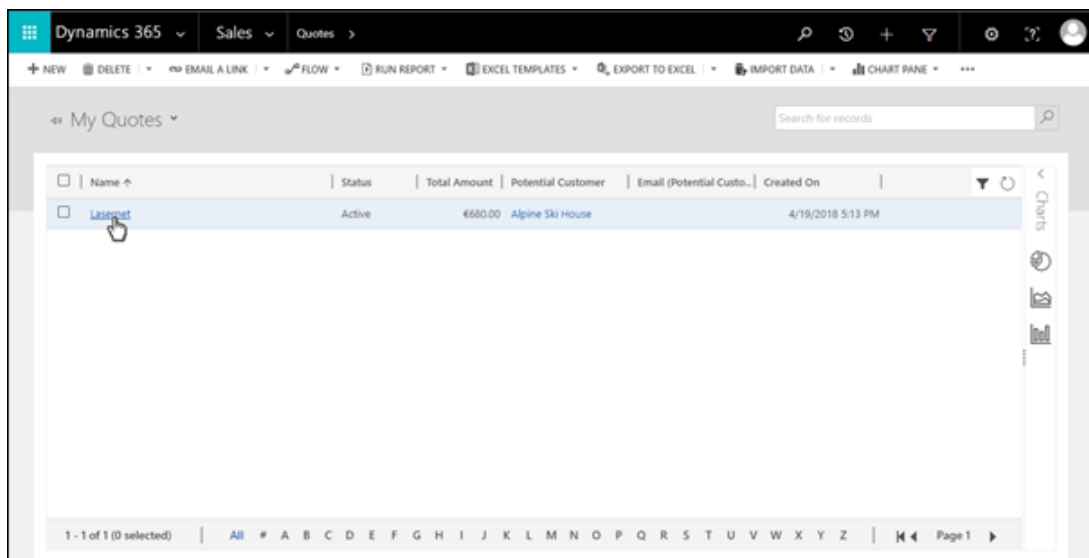 Dynamics 365 Sales Quotes >
+ NEW DELETE EMAIL A LINK FLOW RUN REPORT EXCEL TEMPLATES EXPORT TO EXCEL IMPORT DATA CHART PANE ...
My Quotes
Search for records
Name ↑ Status Total Amount Potential Customer Email (Potential Custo... Created On
Lasernet Active €680.00 Alpine Ski House 4/19/2018 5:13 PM
Charts
1 - 1 of 1 (0 selected) All # A B C D E F G H I J K L M N O P Q R S T U V W X Y Z Page 1